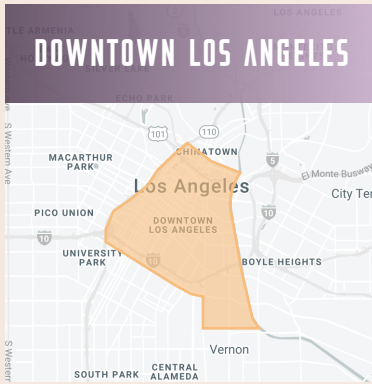 LOS ANGELES
DOWNTOWN LOS ANGELES
SILVER LAKE
ECHO PARK
101
110
CHINATOWN
MACARTHUR
PARK
5
El Monte Busway
Los Angeles
City Ter
S Western Ave
PICO UNION
DOWNTOWN
LOS ANGELES
10
10
UNIVERSITY
PARK
10
BOYLE HEIGHTS
Vernon
S Western
SOUTH PARK
CENTRAL
ALAMEDA